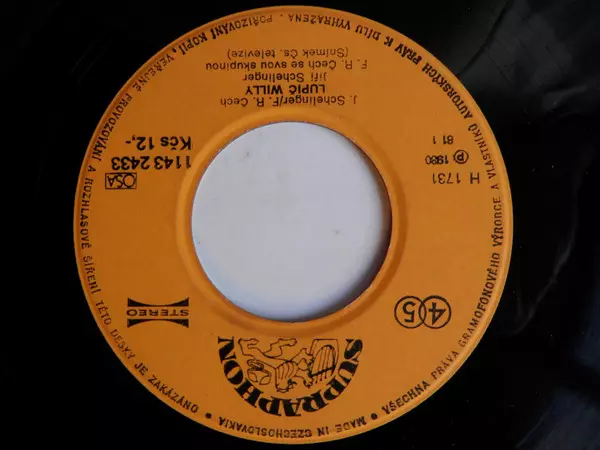 SUPRAPHON
STEREO
45
OSA
1143 2433
Kčs 12,-
H 1731
Ⓟ 1980
81 1
J. Schelinger/F. R. Čech
LUPIČ WILLY
Jiří Schelinger
F. R. Čech se svou skupinou
(Snímek Čs. televize)
• MADE IN CZECHOSLOVAKIA • VŠECHNA PRÁVA GRAMOFONOVÉHO VÝROBCE A VLASTNÍKŮ AUTORSKÝCH PRÁV K DÍLU VYHRAŽENA - POŘIZOVÁNÍ KOPIÍ, VEŘEJNÉ PROVOZOVÁNÍ A ROZHLASOVÉ ŠÍŘENÍ TÉTO DESKY JE ZAKÁZÁNO